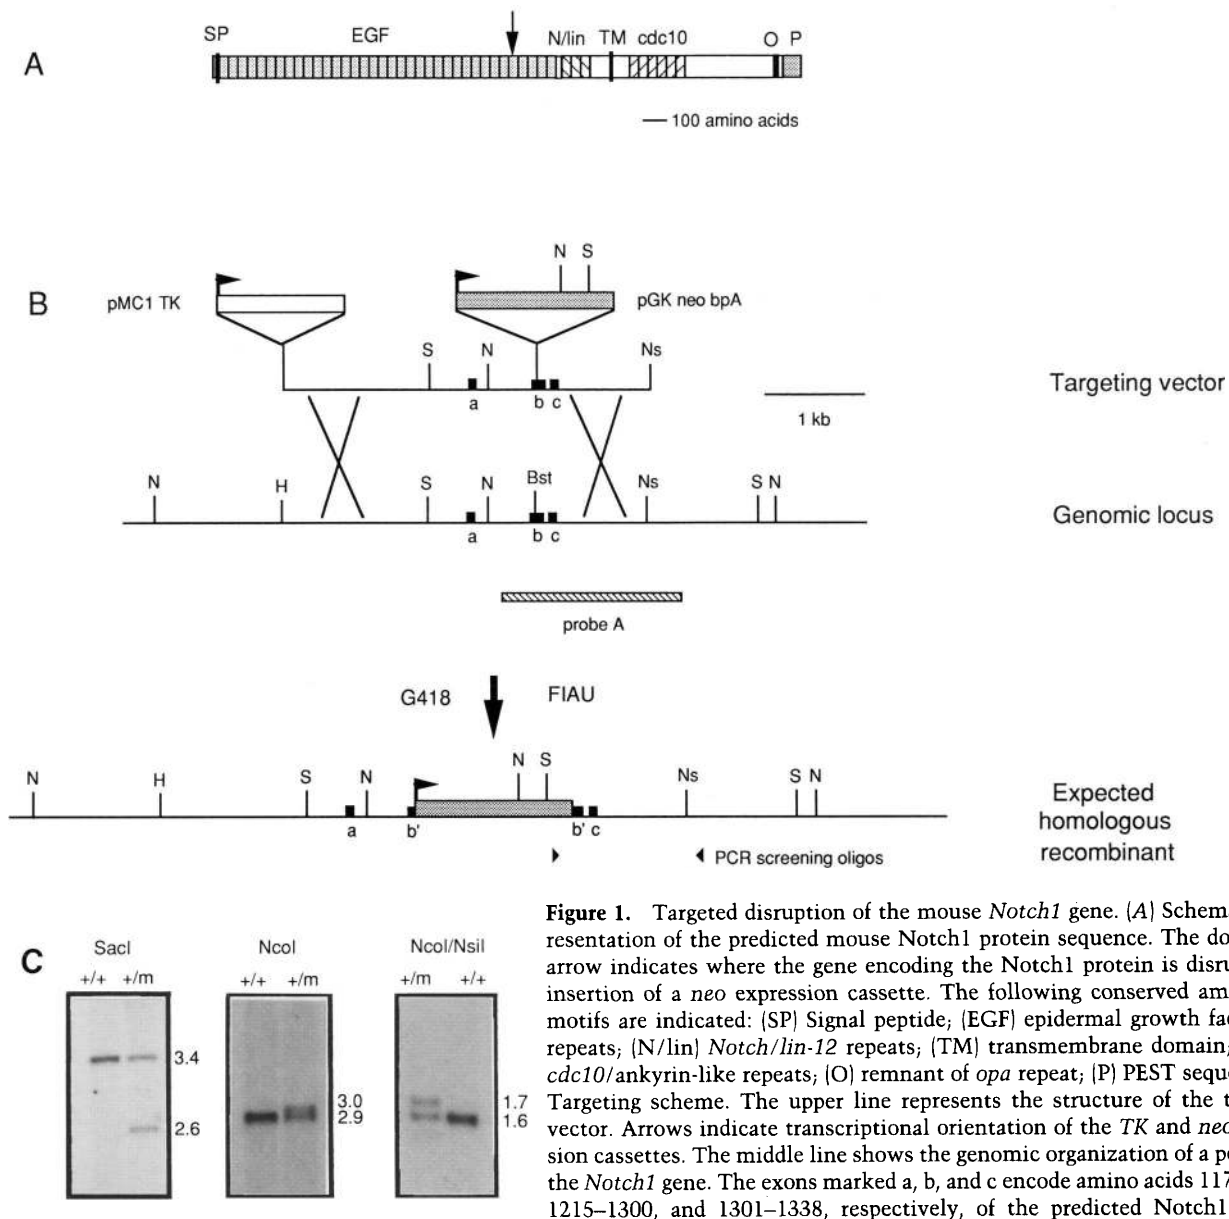 A
SP EGF N/lin TM cdc10 O P
100 amino acids
B
N S
pMC1 TK pGK neo bpA
S N Ns
a b c
Targeting vector
1 kb
N H S N Bst Ns S N
a b c
Genomic locus
probe A
G418 FIAU
N H S N N S Ns S N
a b' b' c
Expected
homologous
recombinant
PCR screening oligos
C
SacI NcoI NcoI/NsiI
+/+ +/m +/+ +/m +/m +/+
3.4
2.6
3.0
2.9
1.7
1.6
Figure 1. Targeted disruption of the mouse Notch1 gene. (A) Schema
resentation of the predicted mouse Notch1 protein sequence. The do
arrow indicates where the gene encoding the Notch1 protein is disru
insertion of a neo expression cassette. The following conserved am
motifs are indicated: (SP) Signal peptide; (EGF) epidermal growth fa
repeats; (N/lin) Notch/lin-12 repeats; (TM) transmembrane domain;
cdc10/ankyrin-like repeats; (O) remnant of opa repeat; (P) PEST seque
Targeting scheme. The upper line represents the structure of the t
vector. Arrows indicate transcriptional orientation of the TK and neo
sion cassettes. The middle line shows the genomic organization of a p
the Notch1 gene. The exons marked a, b, and c encode amino acids 117
1215–1300, and 1301–1338, respectively, of the predicted Notch1